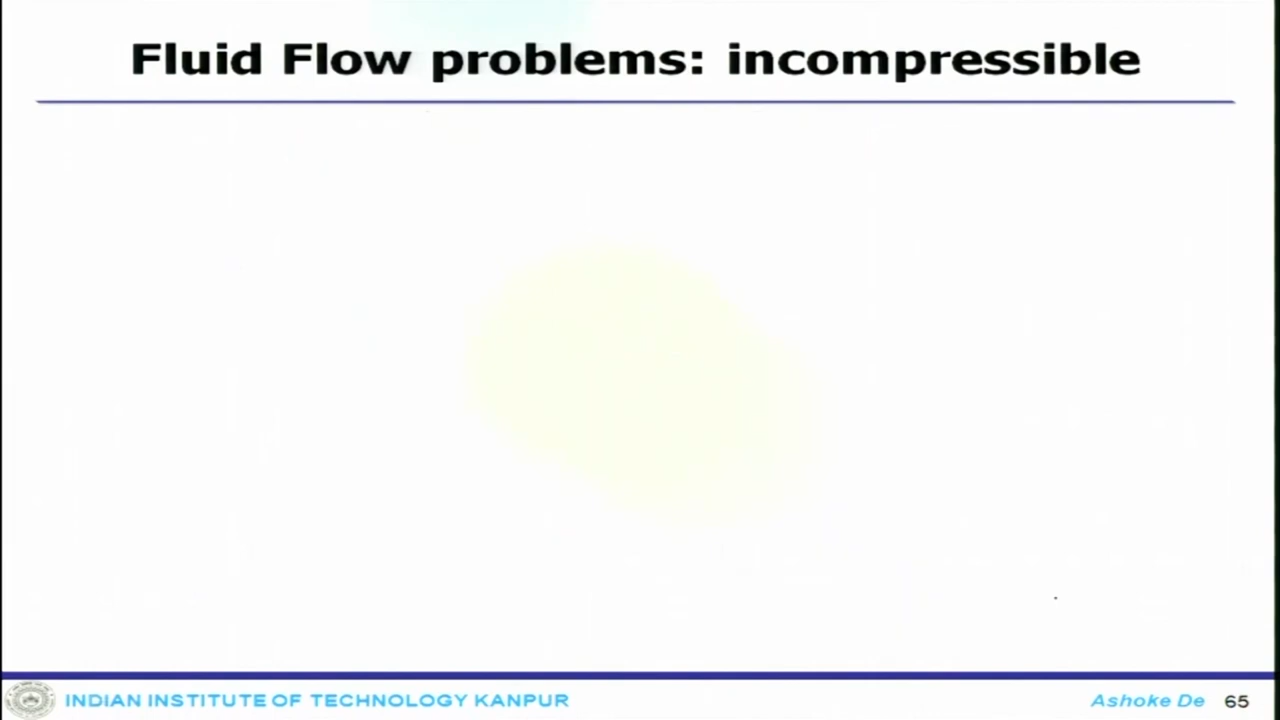 Fluid Flow problems: incompressible
INDIAN INSTITUTE OF TECHNOLOGY KANPUR
Ashoke De 65